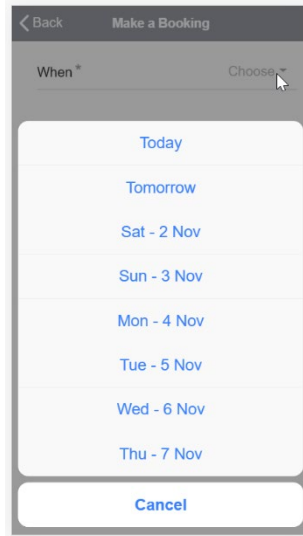 Back Make a Booking
When * Choose
Today
Tomorrow
Sat - 2 Nov
Sun - 3 Nov
Mon - 4 Nov
Tue - 5 Nov
Wed - 6 Nov
Thu - 7 Nov
Cancel